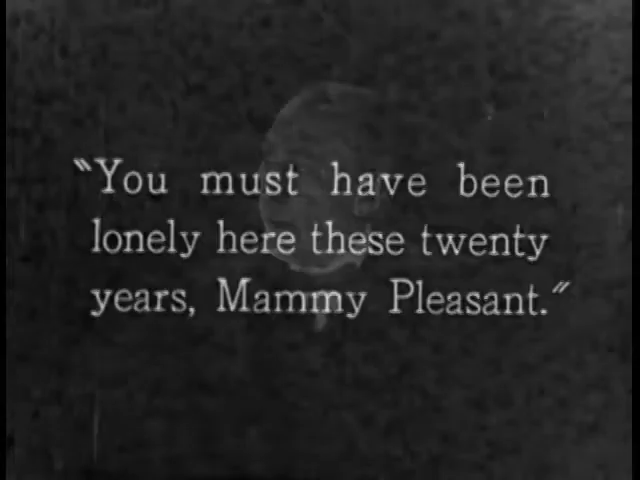 "You must have been
lonely here these twenty
years, Mammy Pleasant."